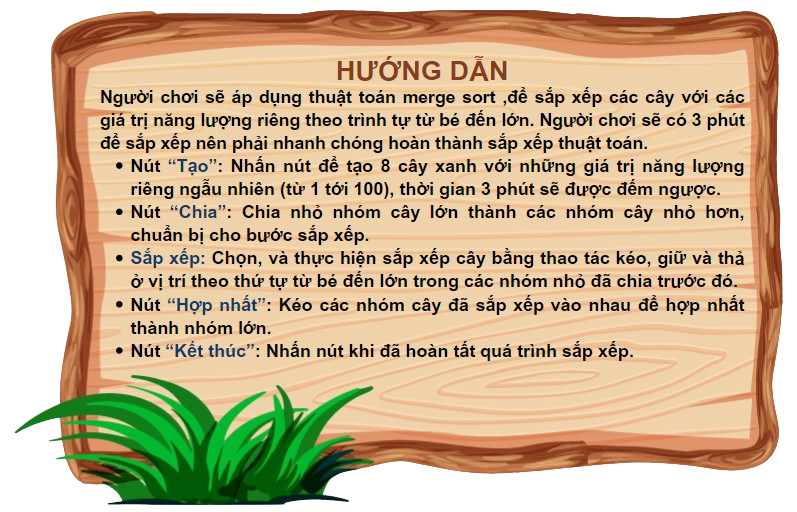 HƯỚNG DẪN
Người chơi sẽ áp dụng thuật toán merge sort ,để sắp xếp các cây với các
giá trị năng lượng riêng theo trình tự từ bé đến lớn. Người chơi sẽ có 3 phút
để sắp xếp nên phải nhanh chóng hoàn thành sắp xếp thuật toán.
• Nút “Tạo”: Nhấn nút để tạo 8 cây xanh với những giá trị năng lượng
riêng ngẫu nhiên (từ 1 tới 100), thời gian 3 phút sẽ được đếm ngược.
• Nút “Chia”: Chia nhỏ nhóm cây lớn thành các nhóm cây nhỏ hơn,
chuẩn bị cho bước sắp xếp.
• Sắp xếp: Chọn, và thực hiện sắp xếp cây bằng thao tác kéo, giữ và thả
ở vị trí theo thứ tự từ bé đến lớn trong các nhóm nhỏ đã chia trước đó.
• Nút “Hợp nhất”: Kéo các nhóm cây đã sắp xếp vào nhau để hợp nhất
thành nhóm lớn.
• Nút “Kết thúc”: Nhấn nút khi đã hoàn tất quá trình sắp xếp.